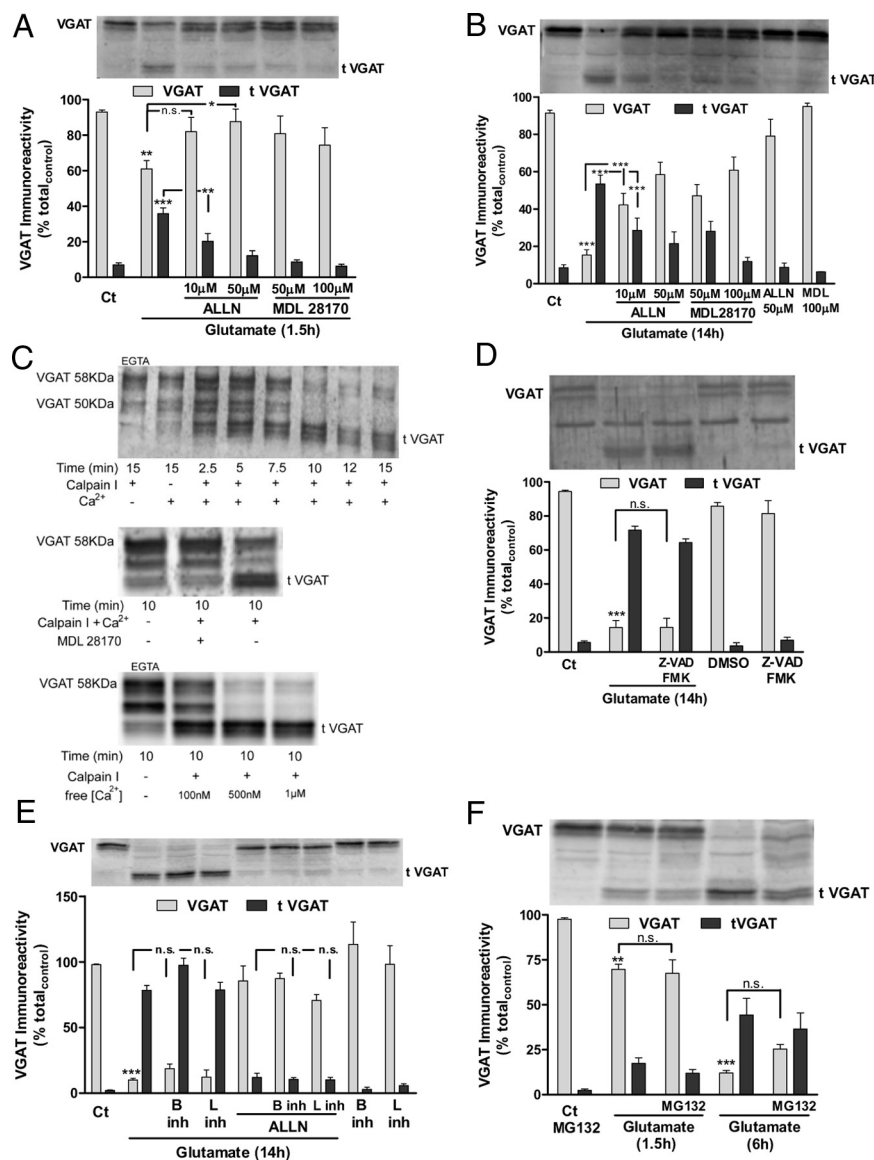 A
VGAT
t VGAT
VGAT t VGAT
VGAT Immunoreactivity
(% total control)
100
80
60
40
20
0
n.s. *
** *** **
Ct
10µM 50µM 50µM 100µM
ALLN MDL 28170
Glutamate (1.5h)
B
VGAT
t VGAT
VGAT t VGAT
VGAT Immunoreactivity
(% total control)
100
80
60
40
20
0
***
*** ***
***
Ct
10µM 50µM 50µM 100µM ALLN MDL
ALLN MDL28170 50µM 100µM
Glutamate (14h)
C
EGTA
VGAT 58KDa
VGAT 50KDa
t VGAT
Time (min) 15 15 2.5 5 7.5 10 12 15
Calpain I + - + + + + + +
Ca2+ - + + + + + + +
VGAT 58KDa
t VGAT
Time (min) 10 10 10
Calpain I + Ca2+ - + +
MDL 28170 - + -
EGTA
VGAT 58KDa
t VGAT
Time (min) 10 10 10 10
Calpain I - + + +
free [Ca2+] - 100nM 500nM 1µM
D
VGAT
t VGAT
VGAT t VGAT
VGAT Immunoreactivity
(% total control)
100
80
60
40
20
0
n.s.
***
Ct Z-VAD FMK DMSO Z-VAD FMK
Glutamate (14h)
E
VGAT
t VGAT
VGAT t VGAT
VGAT Immunoreactivity
(% total control)
150
100
50
0
n.s. n.s. n.s. n.s.
***
Ct B inh L inh B inh L inh B inh L inh
ALLN
Glutamate (14h)
F
VGAT
t VGAT
VGAT tVGAT
VGAT Immunoreactivity
(% total control)
100
75
50
25
0
n.s.
**
n.s.
***
Ct MG132 MG132
MG132 Glutamate Glutamate
(1.5h) (6h)